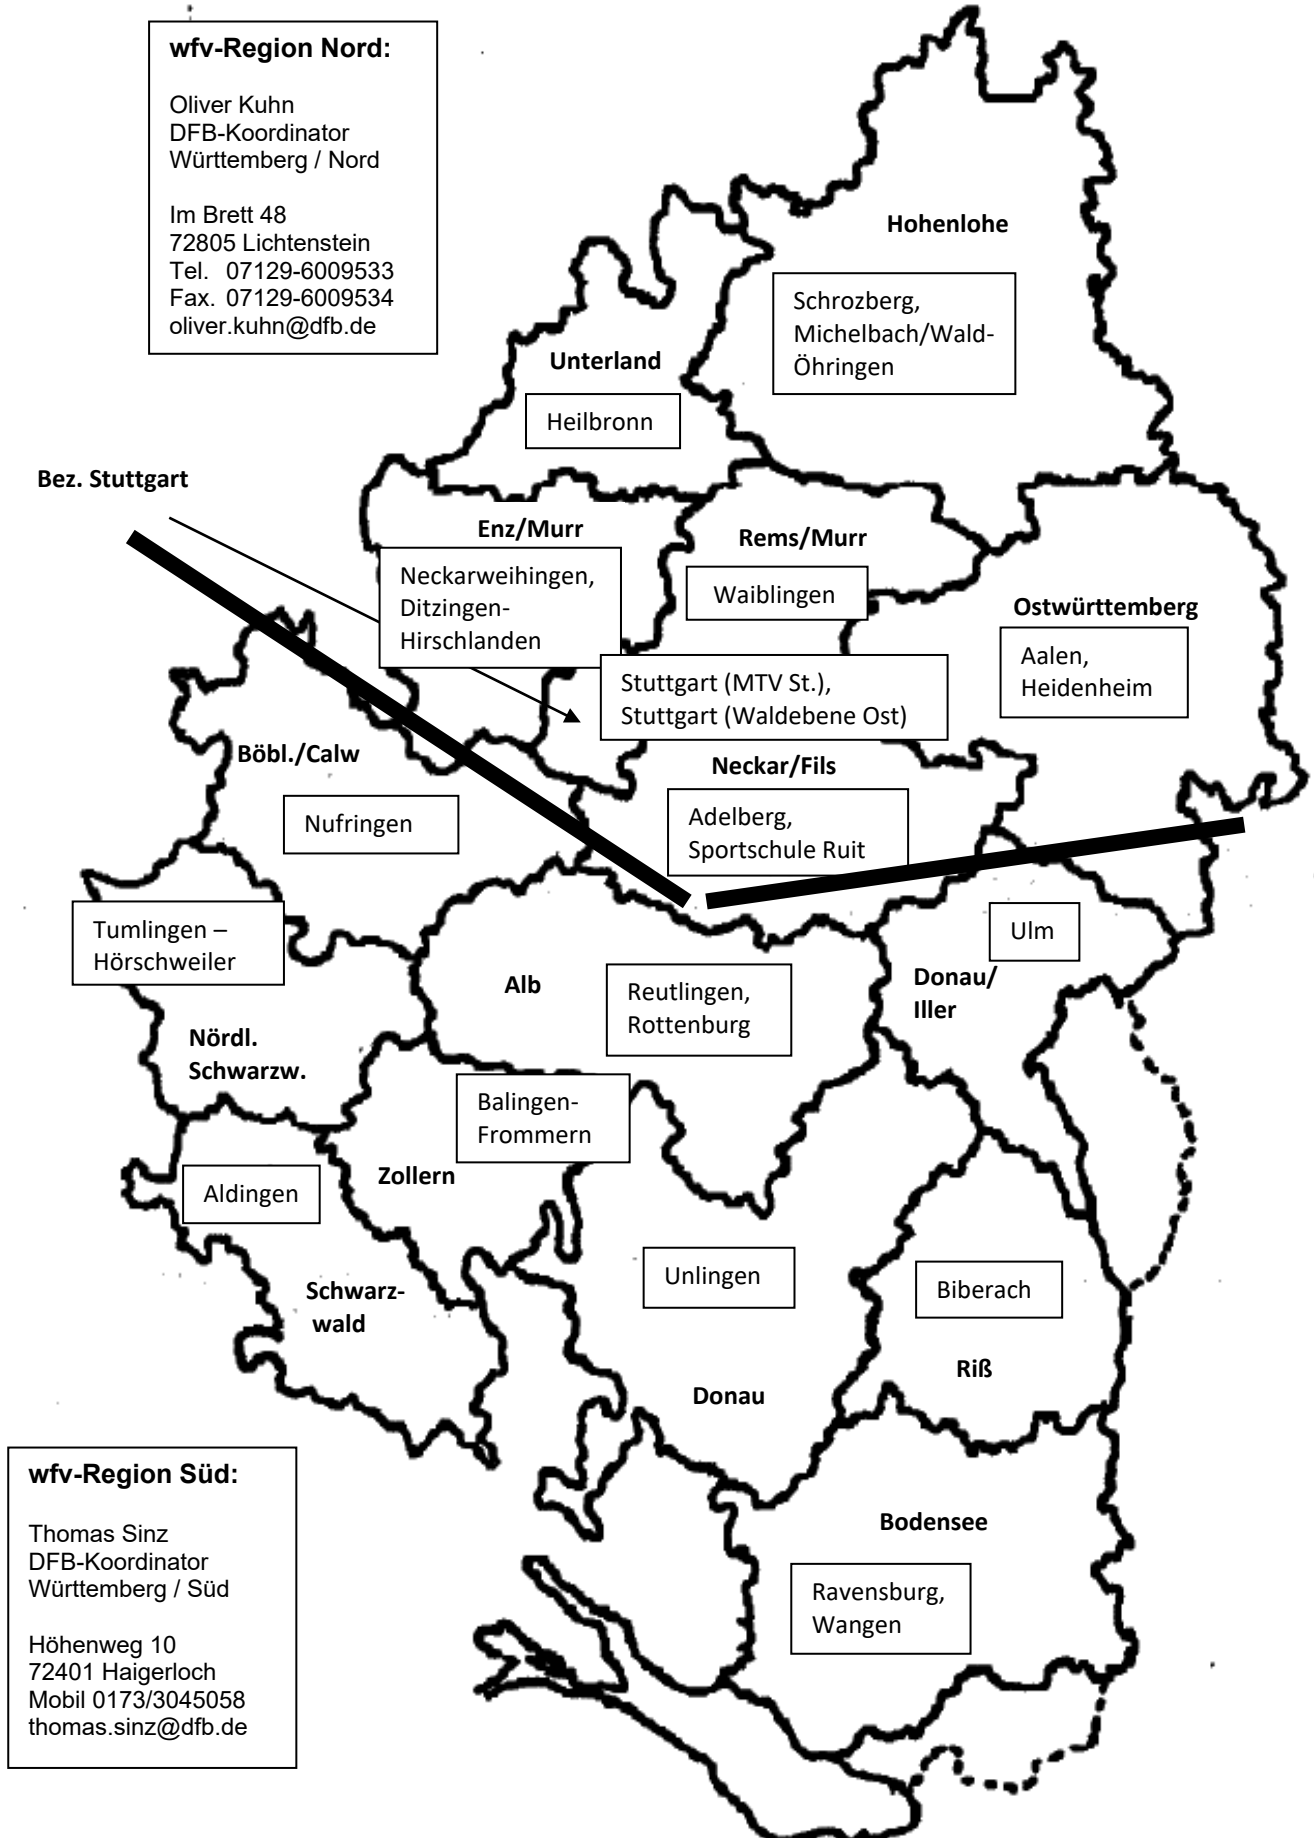 wfv-Region Nord:
Oliver Kuhn
DFB-Koordinator
Württemberg / Nord
Im Brett 48
72805 Lichtenstein
Tel. 07129-6009533
Fax. 07129-6009534
oliver.kuhn@dfb.de
Hohenlohe
Schrozberg,
Michelbach/Wald-
Öhringen
Unterland
Heilbronn
Bez. Stuttgart
Enz/Murr
Neckarweihingen,
Ditzingen-
Hirschlanden
Rems/Murr
Waiblingen
Ostwürttemberg
Aalen,
Heidenheim
Stuttgart (MTV St.),
Stuttgart (Waldebene Ost)
Böbl./Calw
Nufringen
Neckar/Fils
Adelberg,
Sportschule Ruit
Tumlingen –
Hörschweiler
Nördl.
Schwarzw.
Alb
Reutlingen,
Rottenburg
Ulm
Donau/
Iller
Balingen-
Frommern
Zollern
Aldingen
Schwarz-
wald
Unlingen
Donau
Biberach
Riß
Bodensee
Ravensburg,
Wangen
wfv-Region Süd:
Thomas Sinz
DFB-Koordinator
Württemberg / Süd
Höhenweg 10
72401 Haigerloch
Mobil 0173/3045058
thomas.sinz@dfb.de